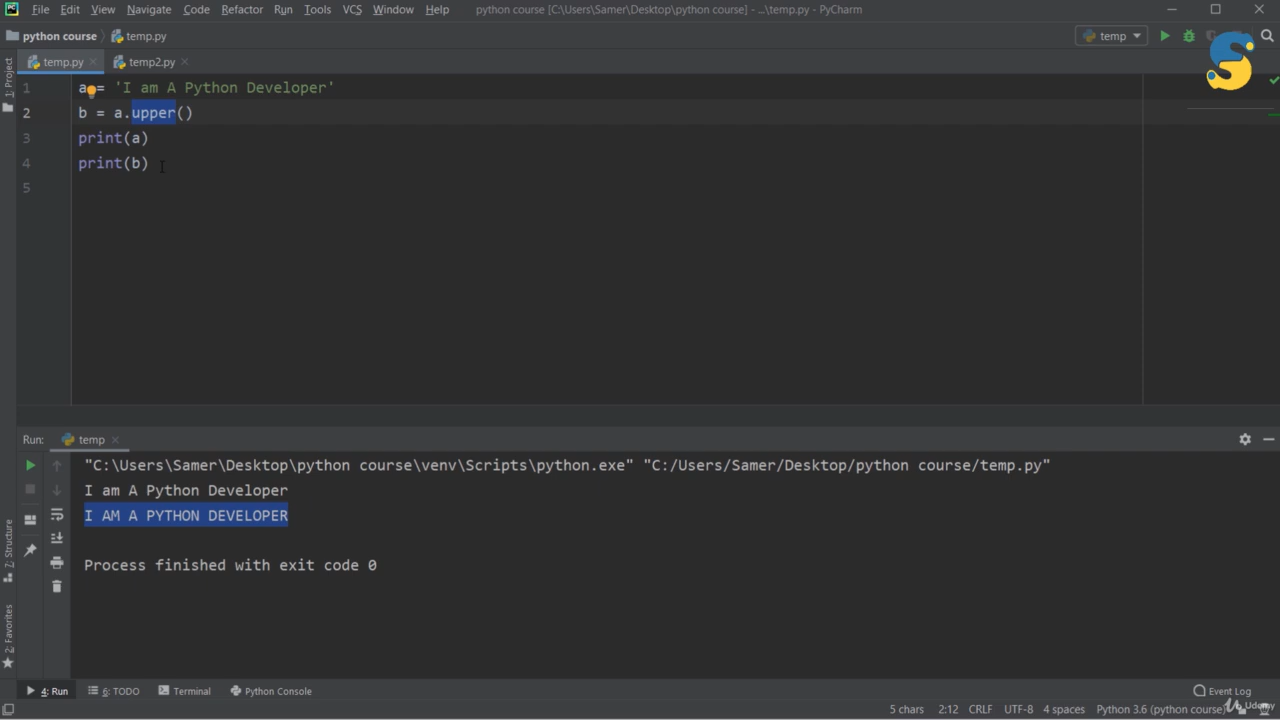 PC File Edit View Navigate Code Refactor Run Tools VCS Window Help python course [C:\Users\Samer\Desktop\python course] - ...\temp.py - PyCharm
python course temp.py temp
temp.py temp2.py
1: Project
1 a = 'I am A Python Developer'
2 b = a.upper()
3 print(a)
4 print(b)
5
Run: temp
"C:\Users\Samer\Desktop\python course\venv\Scripts\python.exe" "C:/Users/Samer/Desktop/python course/temp.py"
I am A Python Developer
I AM A PYTHON DEVELOPER
Process finished with exit code 0
7: Structure
2: Favorites
4: Run 6: TODO Terminal Python Console Event Log
5 chars 2:12 CRLF UTF-8 4 spaces Python 3.6 (python course) Udemy